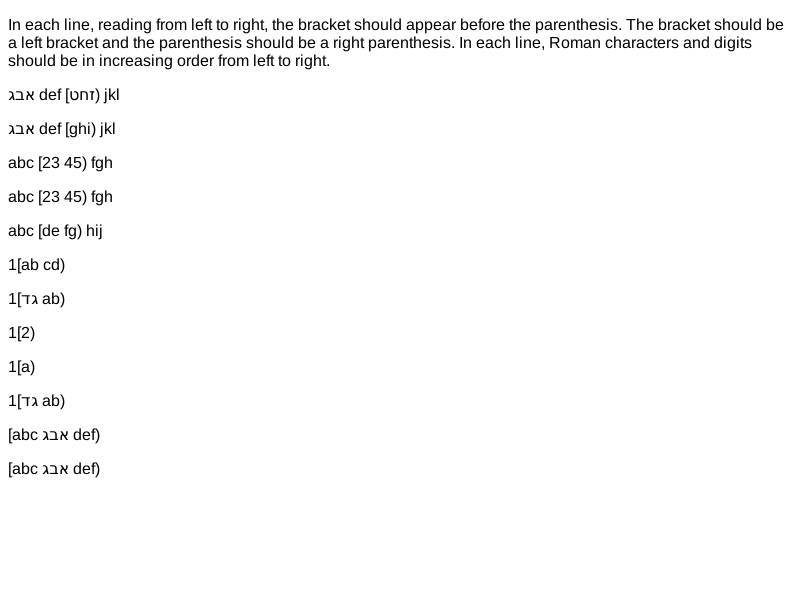 In each line, reading from left to right, the bracket should appear before the parenthesis. The bracket should be
a left bracket and the parenthesis should be a right parenthesis. In each line, Roman characters and digits
should be in increasing order from left to right.
אבג def [זחט) jkl
אבג def [ghi) jkl
abc [23 45) fgh
abc [23 45) fgh
abc [de fg) hij
1[ab cd)
1[גד ab)
1[2)
1[a)
1[גד ab)
[abc אבג def)
[abc אבג def)